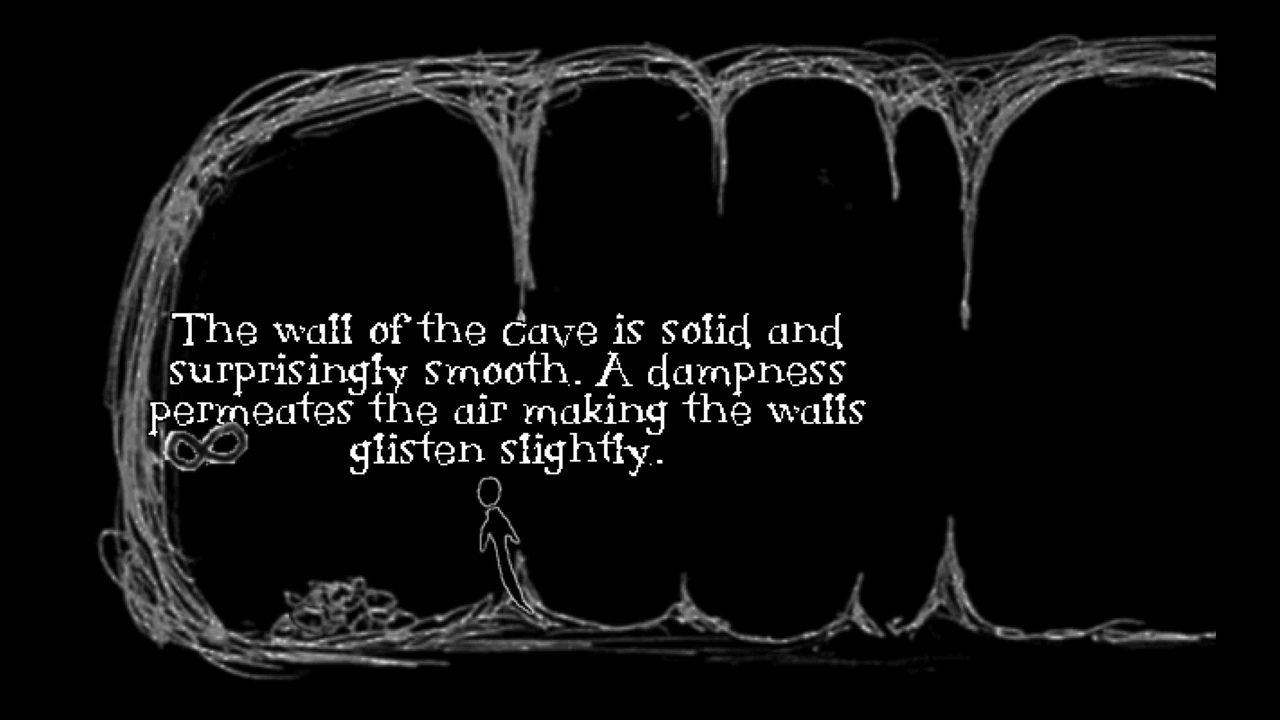 The wall of the cave is solid and
surprisingly smooth. A dampness
permeates the air making the walls
glisten slightly.